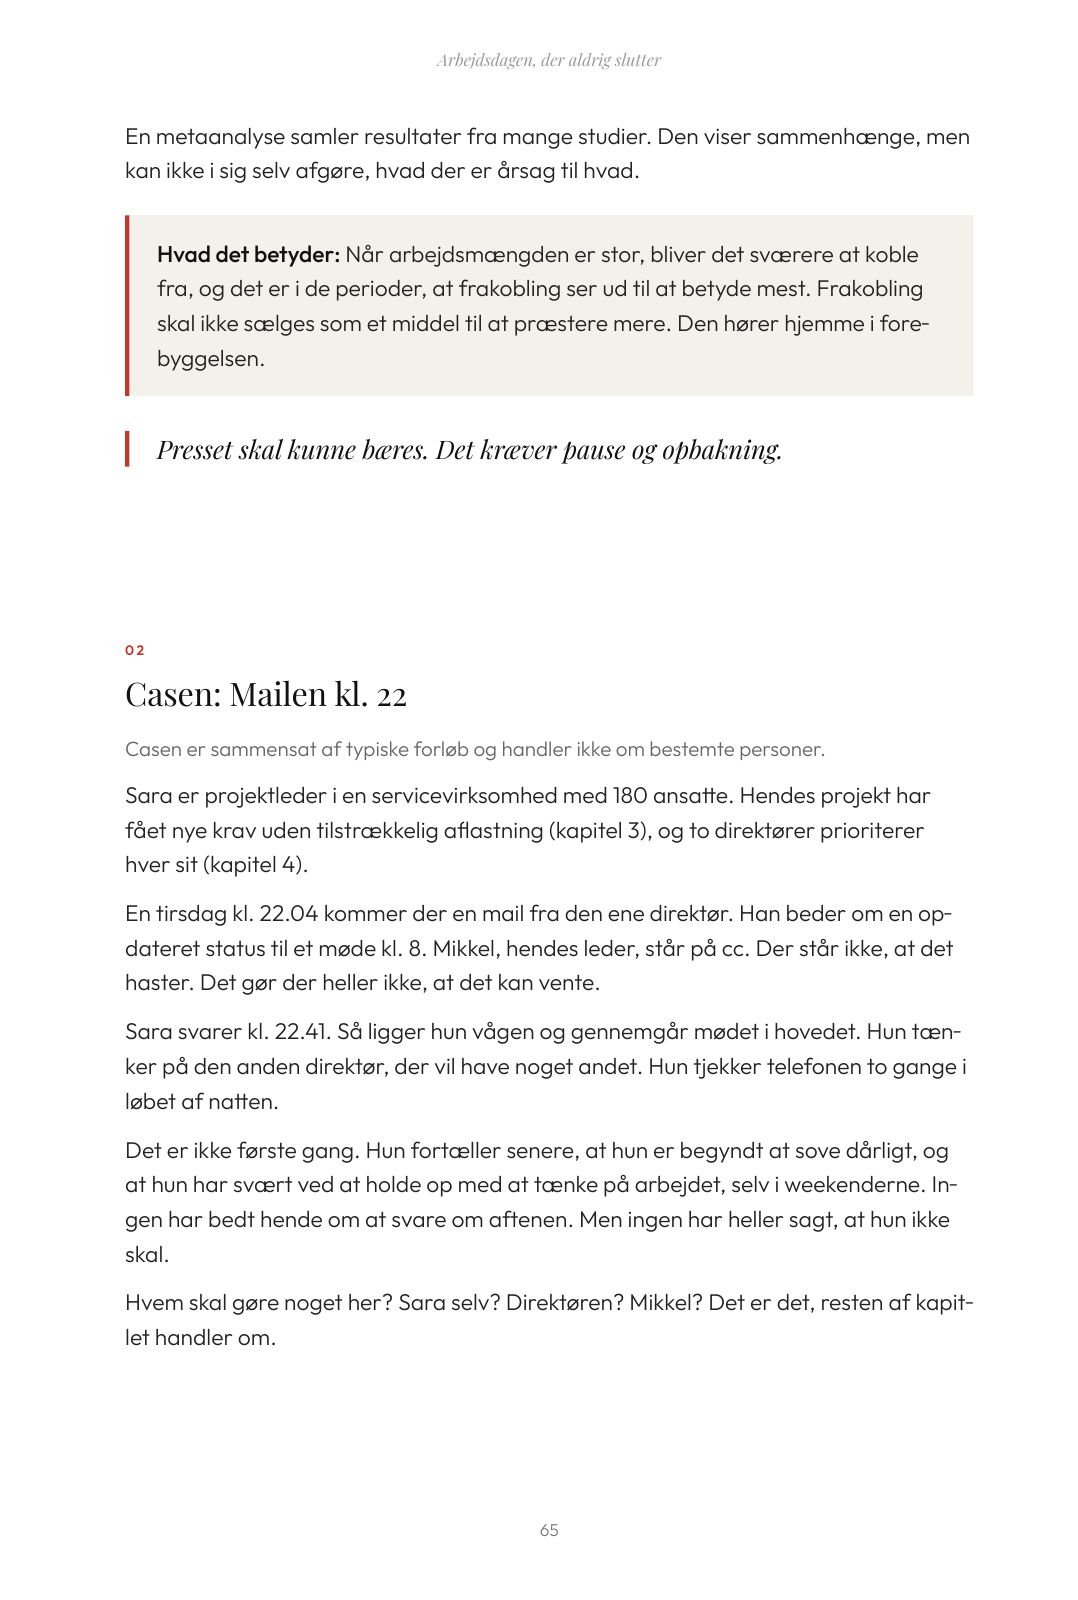 Arbejdsdagen, der aldrig slutter
En metaanalyse samler resultater fra mange studier. Den viser sammenhænge, men
kan ikke i sig selv afgøre, hvad der er årsag til hvad.
Hvad det betyder: Når arbejdsmængden er stor, bliver det sværere at koble
fra, og det er i de perioder, at frakobling ser ud til at betyde mest. Frakobling
skal ikke sælges som et middel til at præstere mere. Den hører hjemme i fore-
byggelsen.
Presset skal kunne bæres. Det kræver pause og opbakning.
02
Casen: Mailen kl. 22
Casen er sammensat af typiske forløb og handler ikke om bestemte personer.
Sara er projektleder i en servicevirksomhed med 180 ansatte. Hendes projekt har
fået nye krav uden tilstrækkelig aflastning (kapitel 3), og to direktører prioriterer
hver sit (kapitel 4).
En tirsdag kl. 22.04 kommer der en mail fra den ene direktør. Han beder om en op-
dateret status til et møde kl. 8. Mikkel, hendes leder, står på cc. Der står ikke, at det
haster. Det gør der heller ikke, at det kan vente.
Sara svarer kl. 22.41. Så ligger hun vågen og gennemgår mødet i hovedet. Hun tæn-
ker på den anden direktør, der vil have noget andet. Hun tjekker telefonen to gange i
løbet af natten.
Det er ikke første gang. Hun fortæller senere, at hun er begyndt at sove dårligt, og
at hun har svært ved at holde op med at tænke på arbejdet, selv i weekenderne. In-
gen har bedt hende om at svare om aftenen. Men ingen har heller sagt, at hun ikke
skal.
Hvem skal gøre noget her? Sara selv? Direktøren? Mikkel? Det er det, resten af kapit-
let handler om.
65